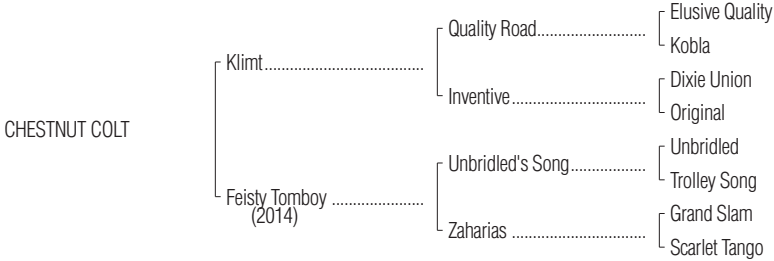 Elusive Quality
Quality Road
Kobla
Klimt
Dixie Union
Inventive
Original
CHESTNUT COLT
Unbridled
Unbridled's Song
Trolley Song
Feisty Tomboy
(2014)
Grand Slam
Zaharias
Scarlet Tango